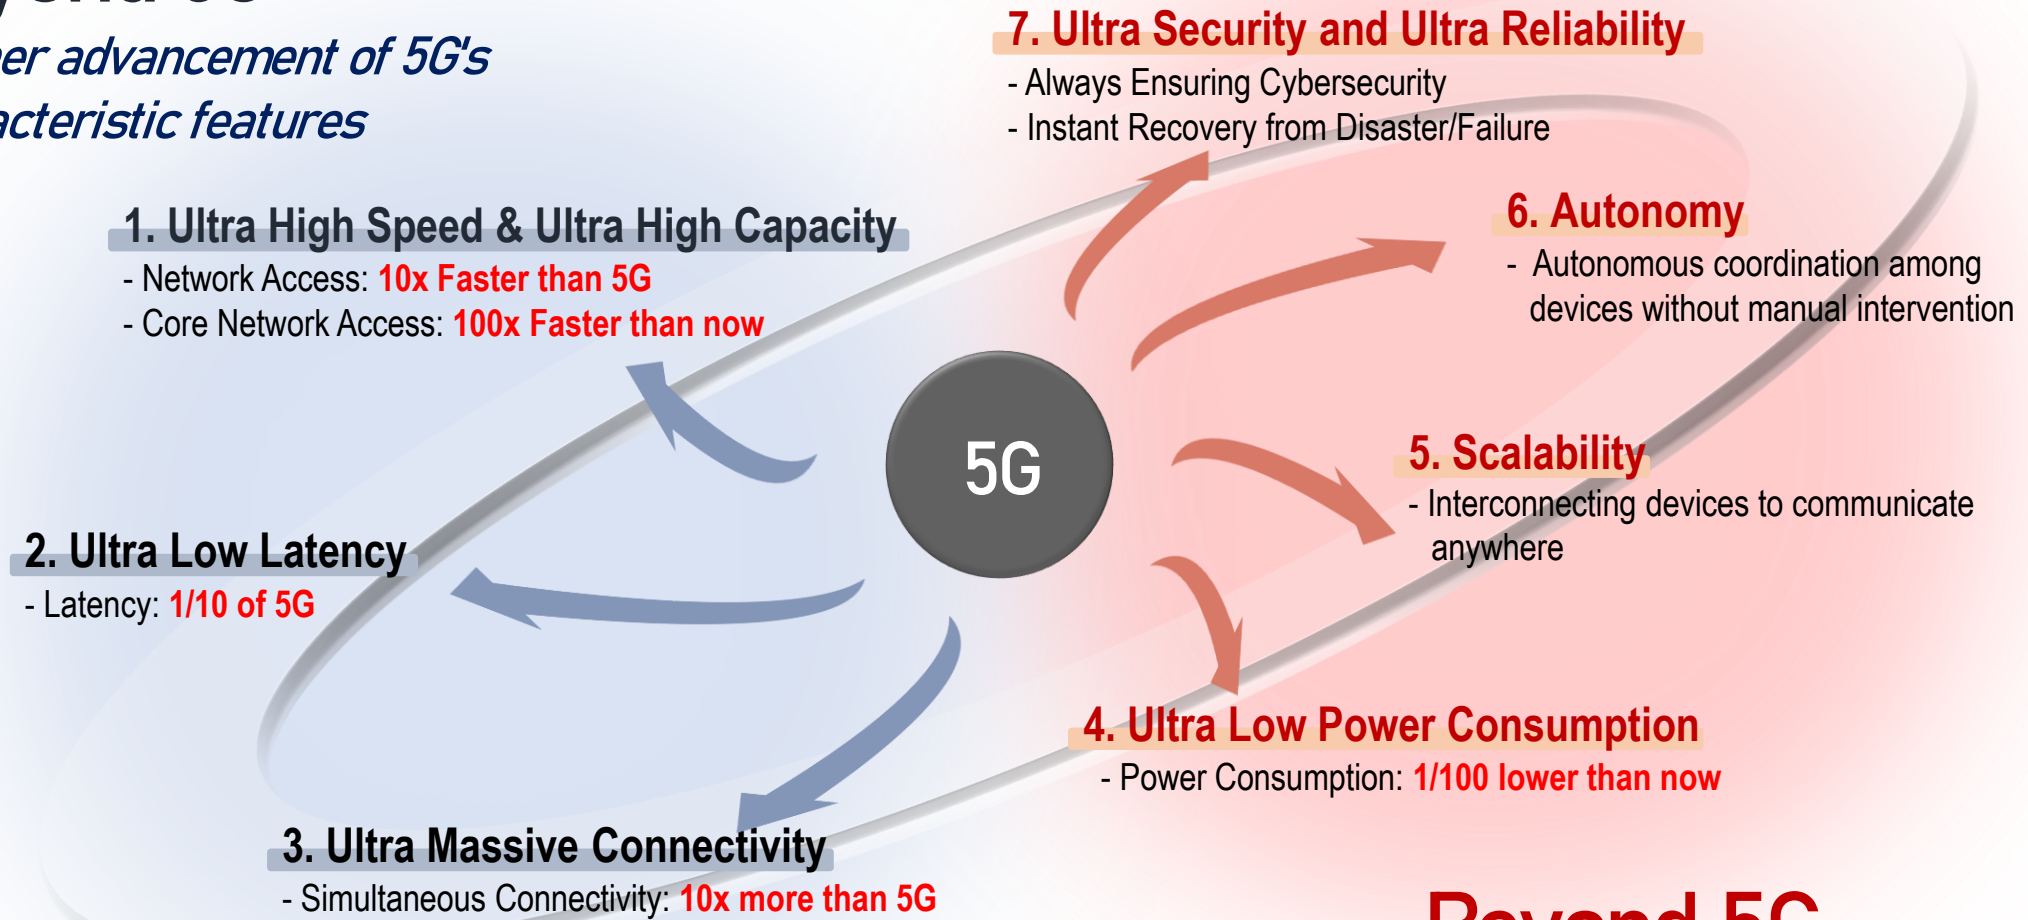 advancement of 5G's
features
7. Ultra Security and Ultra Reliability
- Always Ensuring Cybersecurity
- Instant Recovery from Disaster/Failure
1. Ultra High Speed & Ultra High Capacity
- Network Access: 10x Faster than 5G
- Core Network Access: 100x Faster than now
6. Autonomy
- Autonomous coordination among
devices without manual intervention
5G
5. Scalability
- Interconnecting devices to communicate
anywhere
2. Ultra Low Latency
- Latency: 1/10 of 5G
4. Ultra Low Power Consumption
- Power Consumption: 1/100 lower than now
3. Ultra Massive Connectivity
- Simultaneous Connectivity: 10x more than 5G
Beyond 5G